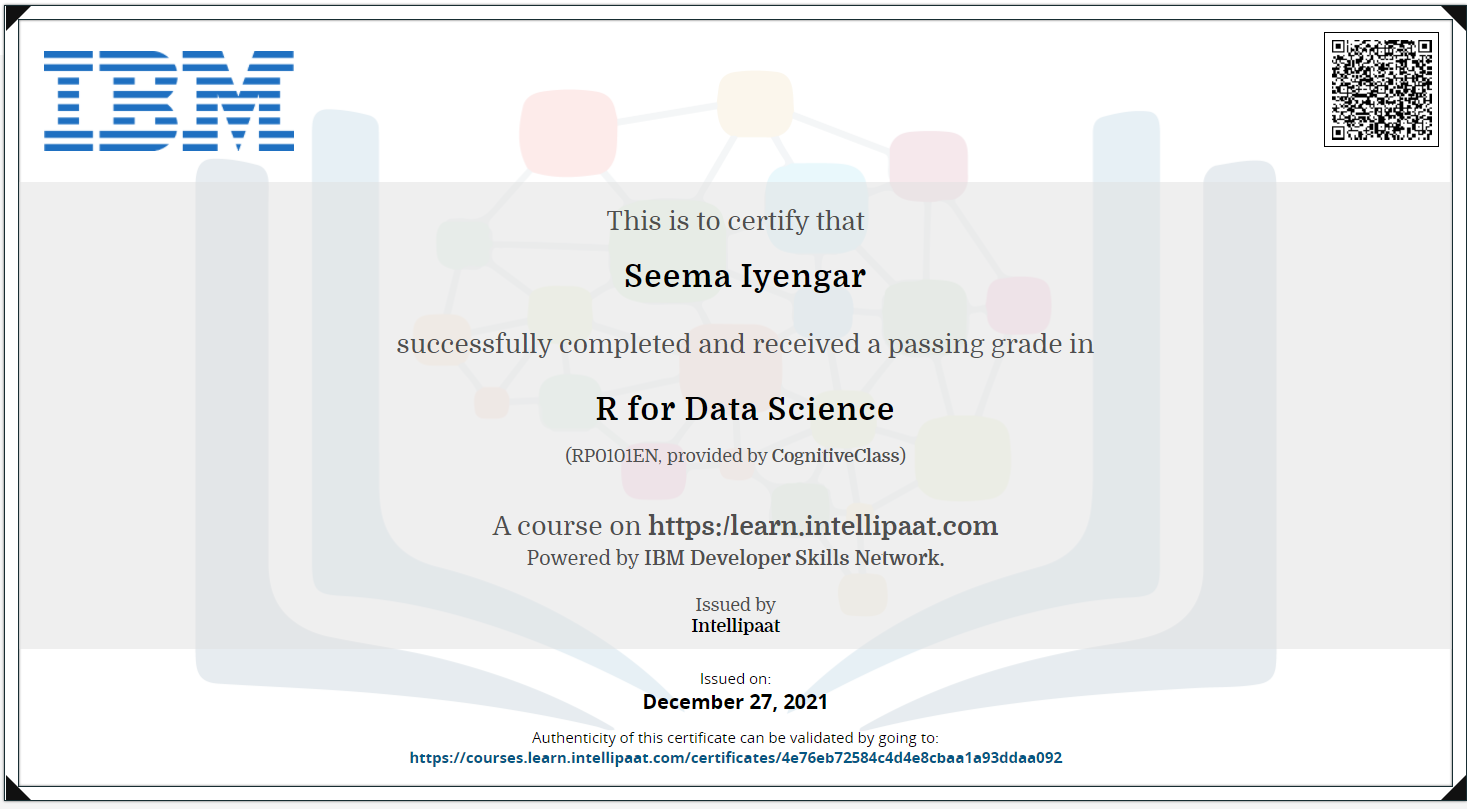 IBM
This is to certify that
Seema Iyengar
successfully completed and received a passing grade in
R for Data Science
(RP0101EN, provided by CognitiveClass)
A course on https:/learn.intellipaat.com
Powered by IBM Developer Skills Network.
Issued by
Intellipaat
Issued on:
December 27, 2021
Authenticity of this certificate can be validated by going to:
https://courses.learn.intellipaat.com/certificates/4e76eb72584c4d4e8cbaa1a93ddaa092